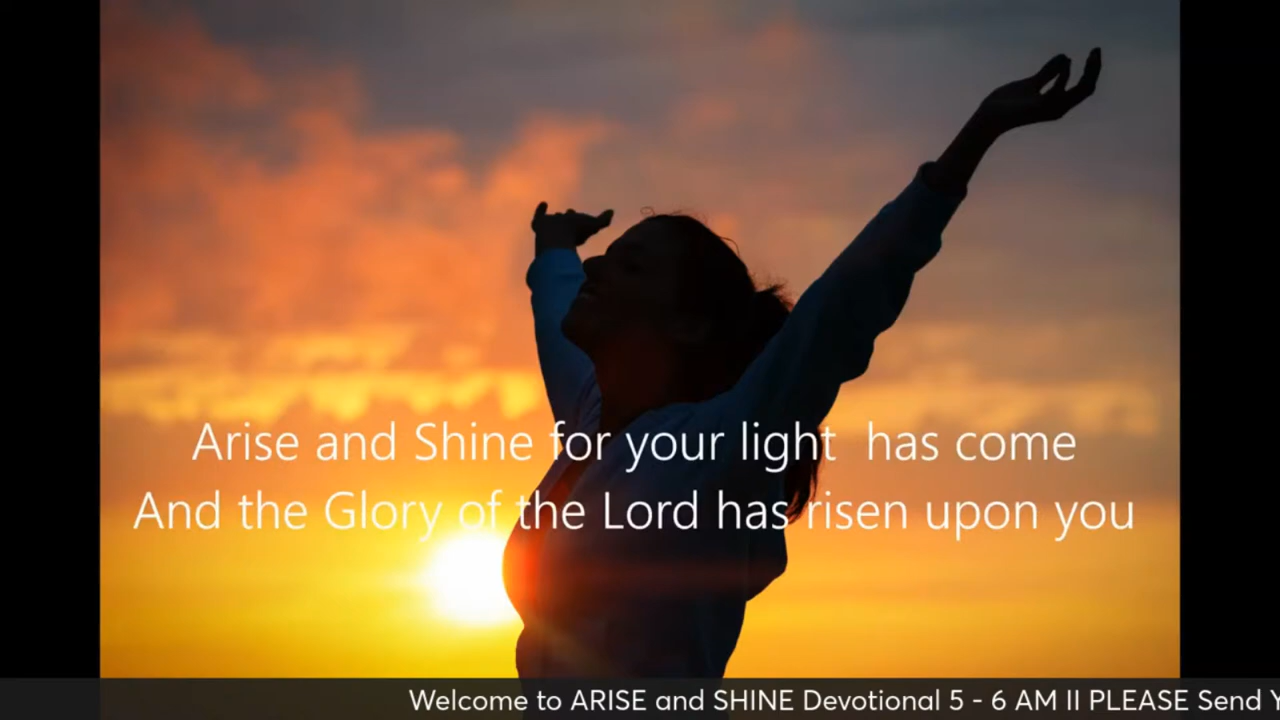 Arise and Shine for your light has come
And the Glory of the Lord has risen upon you
Welcome to ARISE and SHINE Devotional 5 - 6 AM II PLEASE Send